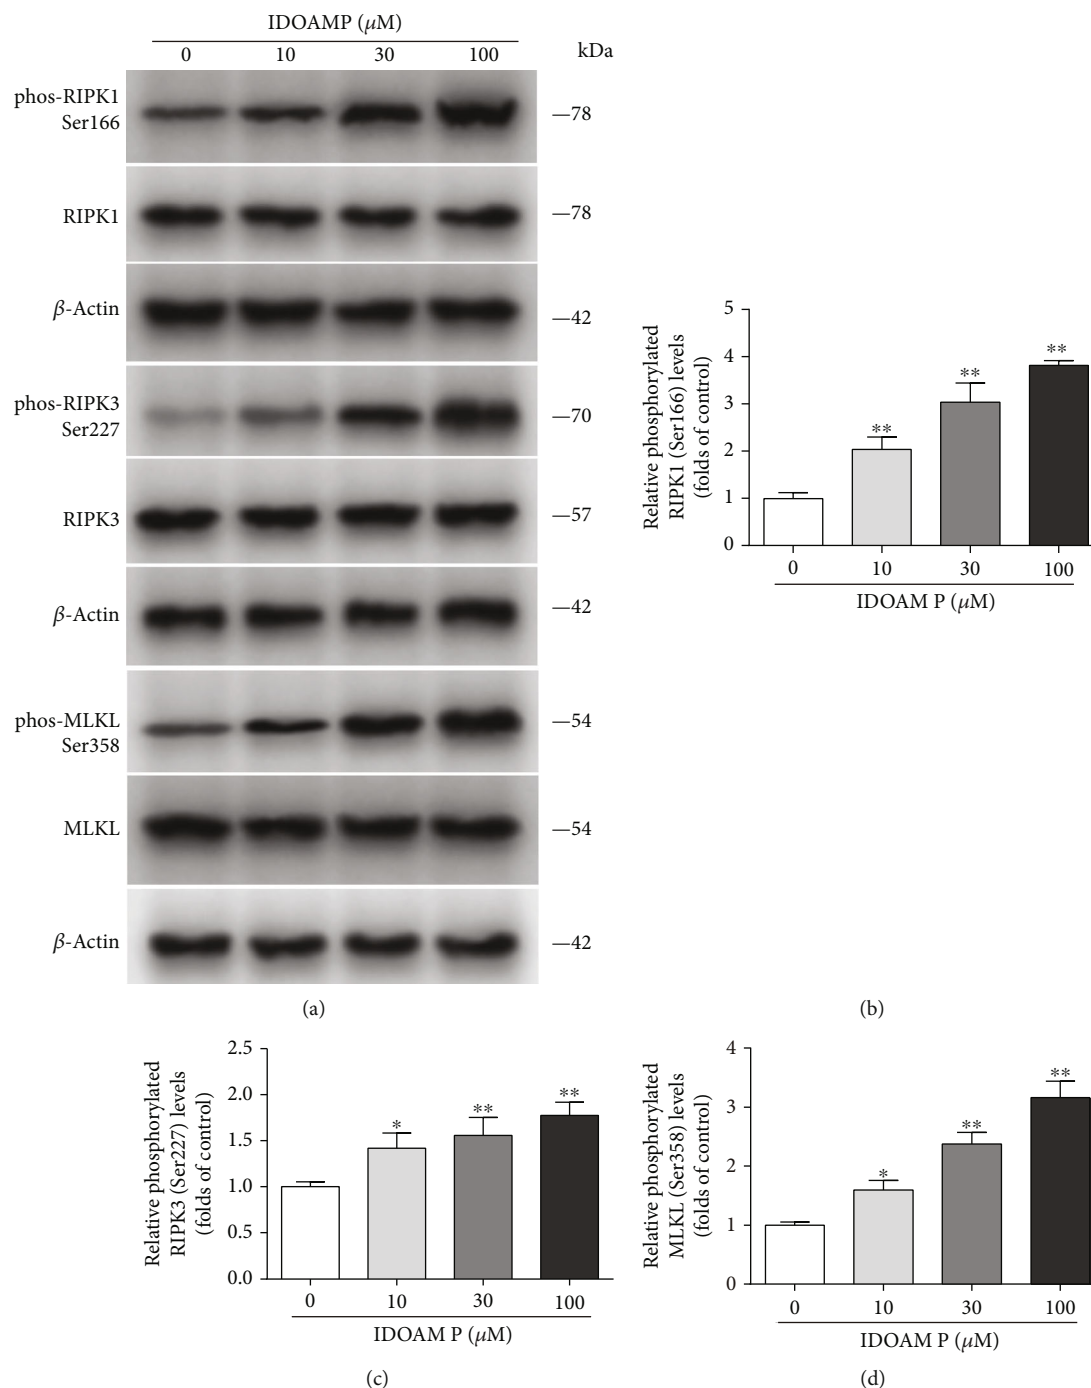 IDOAMP (μM)
0 10 30 100 kDa
phos-RIPK1
Ser166
—78
RIPK1 —78
β-Actin —42
phos-RIPK3
Ser227
—70
RIPK3 —57
β-Actin —42
phos-MLKL
Ser358
—54
MLKL —54
β-Actin —42
(a)
Relative phosphorylated
RIPK1 (Ser166) levels
(folds of control)
5
4
3
2
1
0
**
**
**
0 10 30 100
IDOAM P (μM)
(b)
Relative phosphorylated
RIPK3 (Ser227) levels
(folds of control)
2.5
2.0
1.5
1.0
0.5
0.0
*
**
**
0 10 30 100
IDOAM P (μM)
(c)
Relative phosphorylated
MLKL (Ser358) levels
(folds of control)
4
3
2
1
0
*
**
**
0 10 30 100
IDOAM P (μM)
(d)